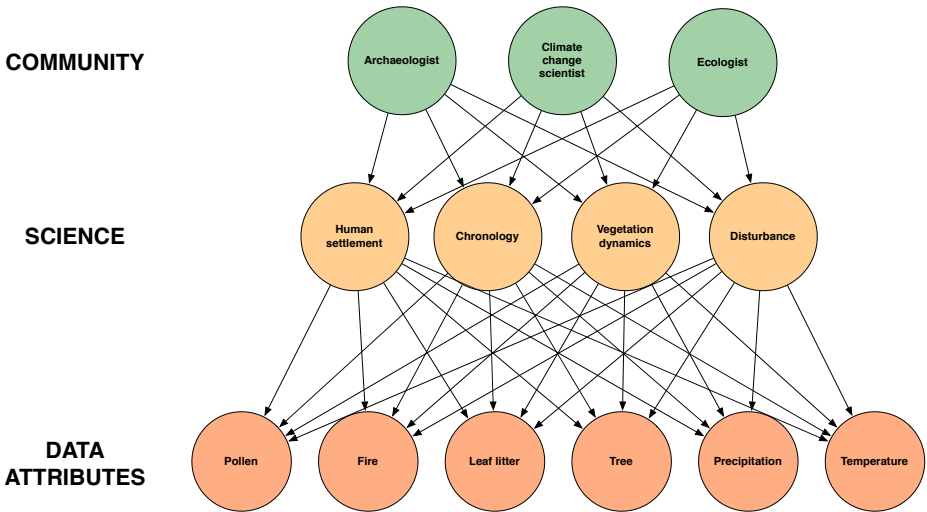 COMMUNITY
Archaeologist
Climate
change
scientist
Ecologist
SCIENCE
Human
settlement
Chronology
Vegetation
dynamics
Disturbance
DATA
ATTRIBUTES
Pollen
Fire
Leaf litter
Tree
Precipitation
Temperature